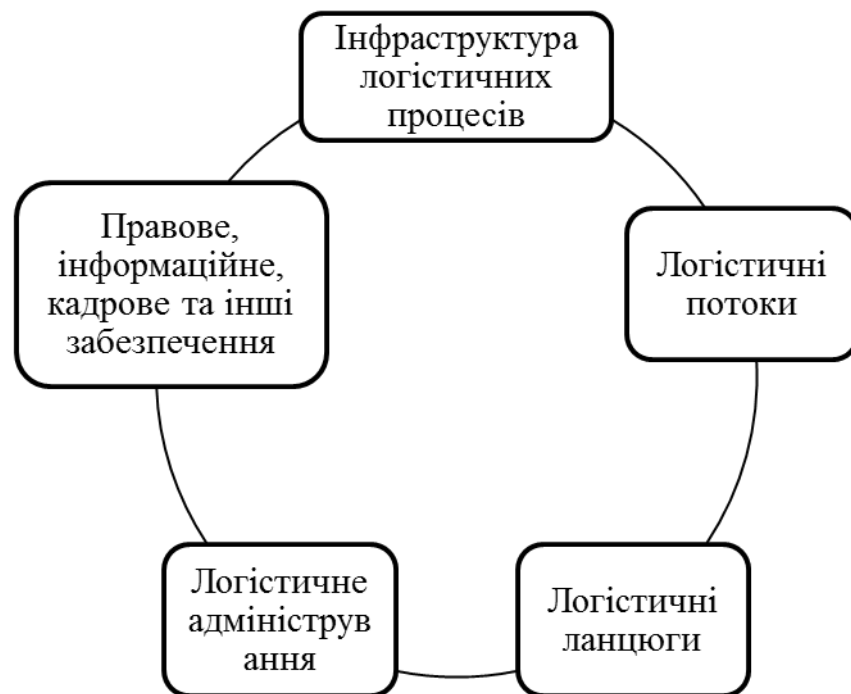 Інфраструктура
логістичних
процесів
Логістичні
потоки
Логістичні
ланцюги
Логістичне
адмініструв
ання
Правове,
інформаційне,
кадрове та інші
забезпечення